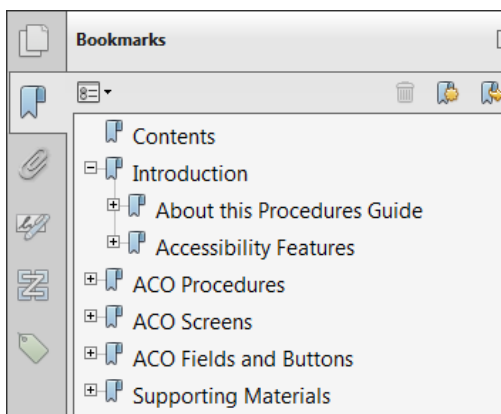 Bookmarks
Contents
Introduction
About this Procedures Guide
Accessibility Features
ACO Procedures
ACO Screens
ACO Fields and Buttons
Supporting Materials